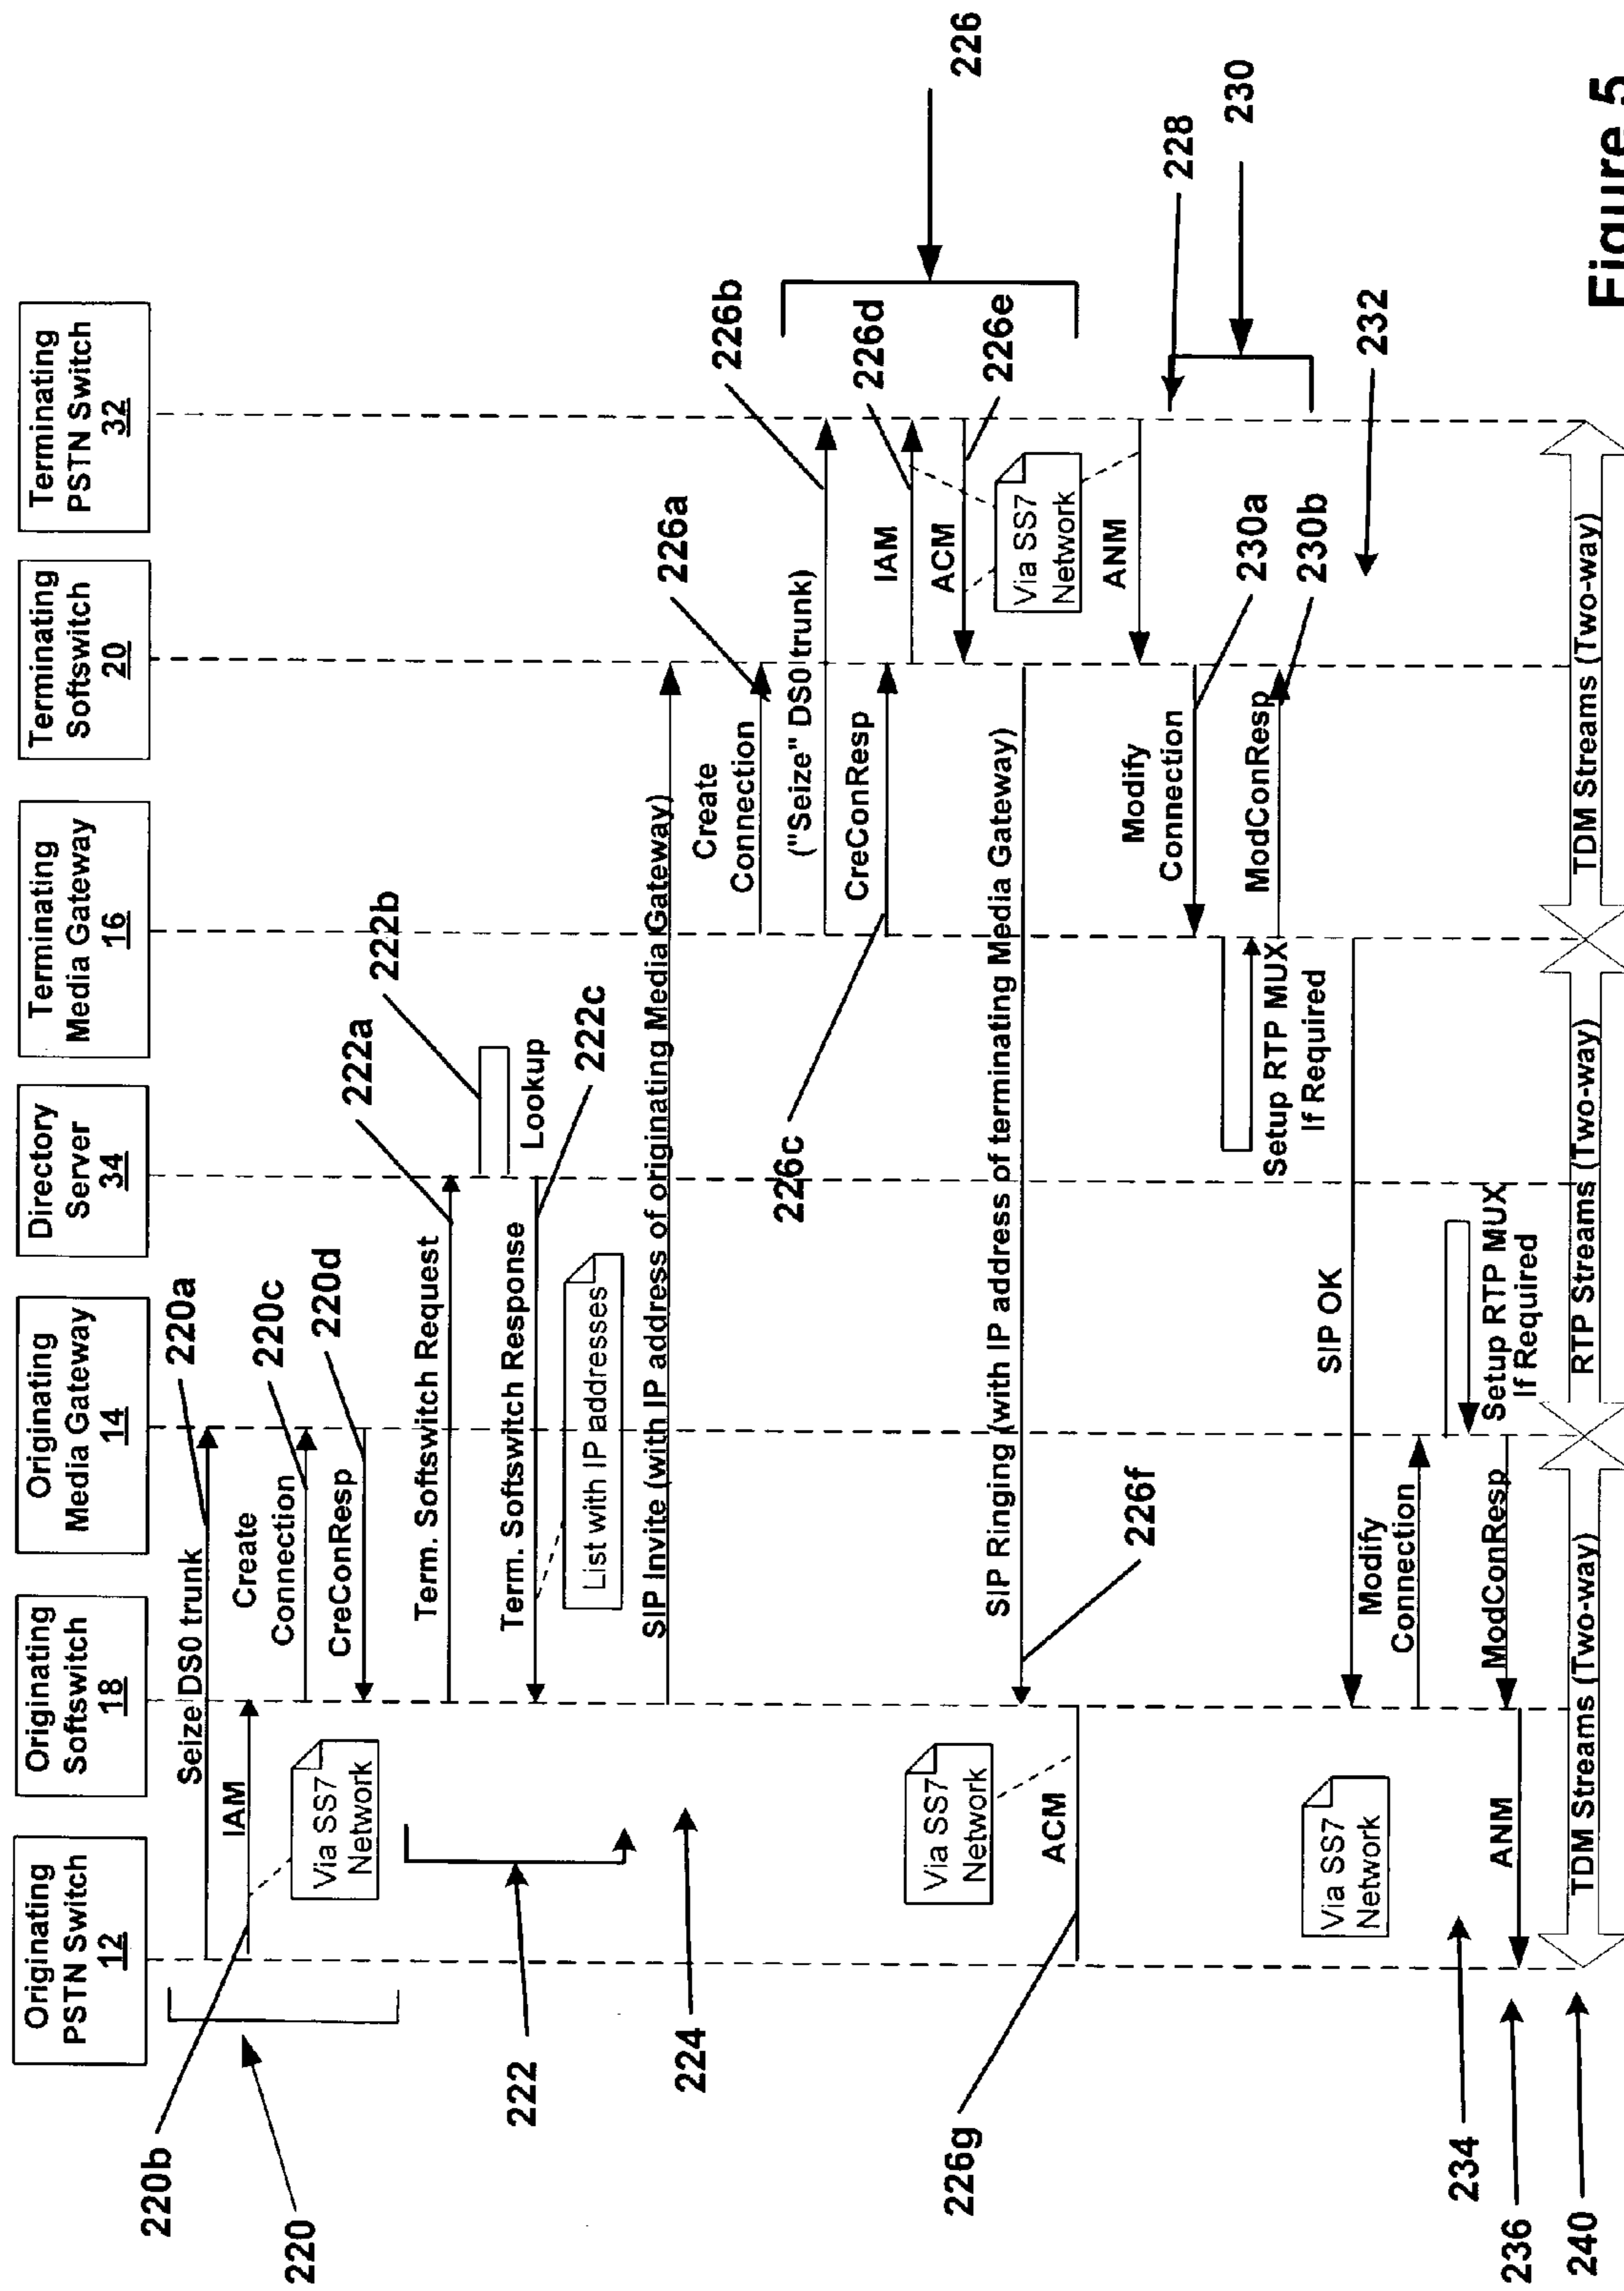 Originating
PSTN Switch
12
Originating
Softswitch
18
Originating
Media Gateway
14
Directory
Server
34
Terminating
Media Gateway
16
Terminating
Softswitch
20
Terminating
PSTN Switch
32
Seize DS0 trunk
220a
IAM
220b
220
Via SS7
Network
Create
Connection
220c
CreConResp
220d
Term. Softswitch Request
222a
222b
Lookup
Term. Softswitch Response
222c
List with IP addresses
222
SIP Invite (with IP address of originating Media Gateway)
224
Create
Connection
226a
("Seize" DS0 trunk)
226b
CreConResp
226c
IAM
226d
ACM
226e
226
Via SS7
Network
SIP Ringing (with IP address of terminating Media Gateway)
226f
Via SS7
Network
ACM
226g
ANM
228
Modify
Connection
230a
230
Setup RTP MUX
If Required
ModConResp
230b
SIP OK
232
Via SS7
Network
Modify
Connection
234
Setup RTP MUX
If Required
ModConResp
ANM
236
TDM Streams (Two-way)
RTP Streams (Two-way)
TDM Streams (Two-way)
240
Figure 5